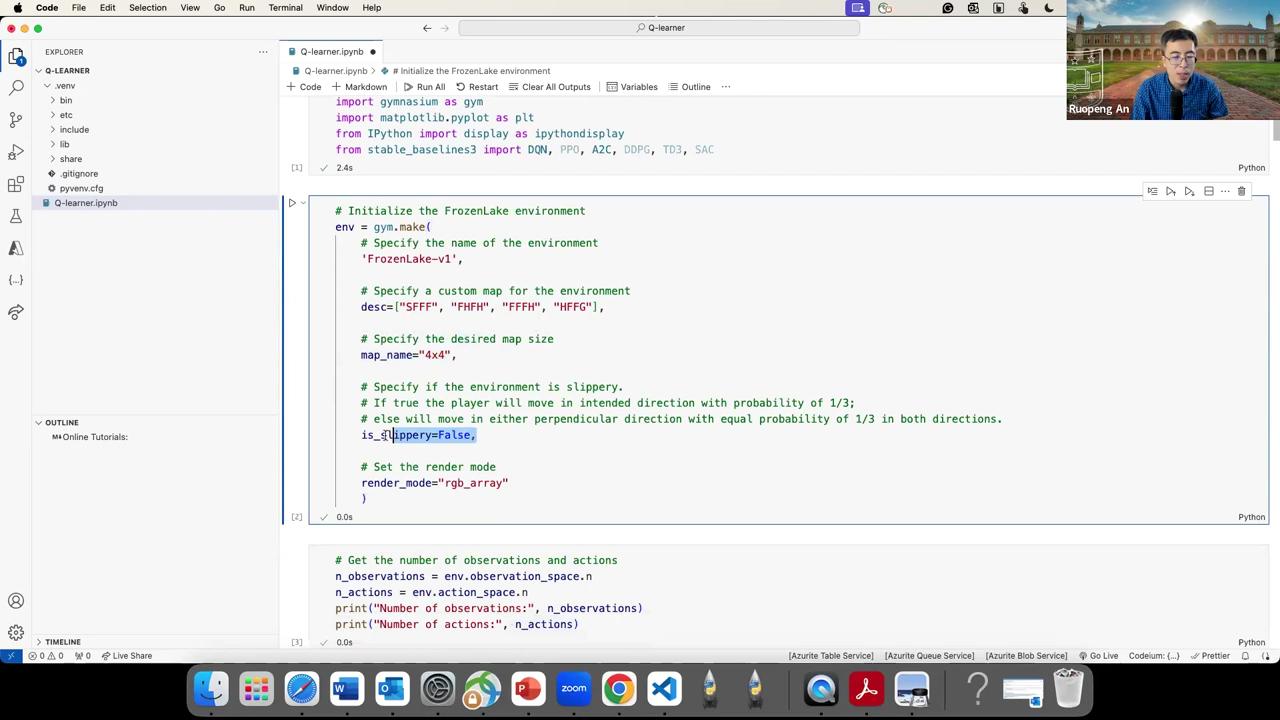 Code File Edit Selection View Go Run Terminal Window Help
Q-learner
EXPLORER
Q-learner.ipynb
Q-LEARNER
Q-learner.ipynb # Initialize the FrozenLake environment
.venv
Code Markdown Run All Restart Clear All Outputs Variables Outline
bin
etc
include
lib
share
.gitignore
pyvenv.cfg
Q-learner.ipynb
import gymnasium as gym
import matplotlib.pyplot as plt
from IPython import display as ipythondisplay
from stable_baselines3 import DQN, PPO, A2C, DDPG, TD3, SAC
[1] 2.4s Python
# Initialize the FrozenLake environment
env = gym.make(
# Specify the name of the environment
'FrozenLake-v1',
# Specify a custom map for the environment
desc=["SFFF", "FHFH", "FFFH", "HFFG"],
# Specify the desired map size
map_name="4x4",
# Specify if the environment is slippery.
# If true the player will move in intended direction with probability of 1/3;
# else will move in either perpendicular direction with equal probability of 1/3 in both directions.
is_slippery=False,
# Set the render mode
render_mode="rgb_array"
)
[2] 0.0s Python
# Get the number of observations and actions
n_observations = env.observation_space.n
n_actions = env.action_space.n
print("Number of observations:", n_observations)
print("Number of actions:", n_actions)
[3] 0.0s Python
OUTLINE
Online Tutorials:
TIMELINE
0 0 0 Live Share [Azurite Table Service] [Azurite Queue Service] [Azurite Blob Service] Go Live Codeium: {...} Prettier
zoom
Ruopeng An